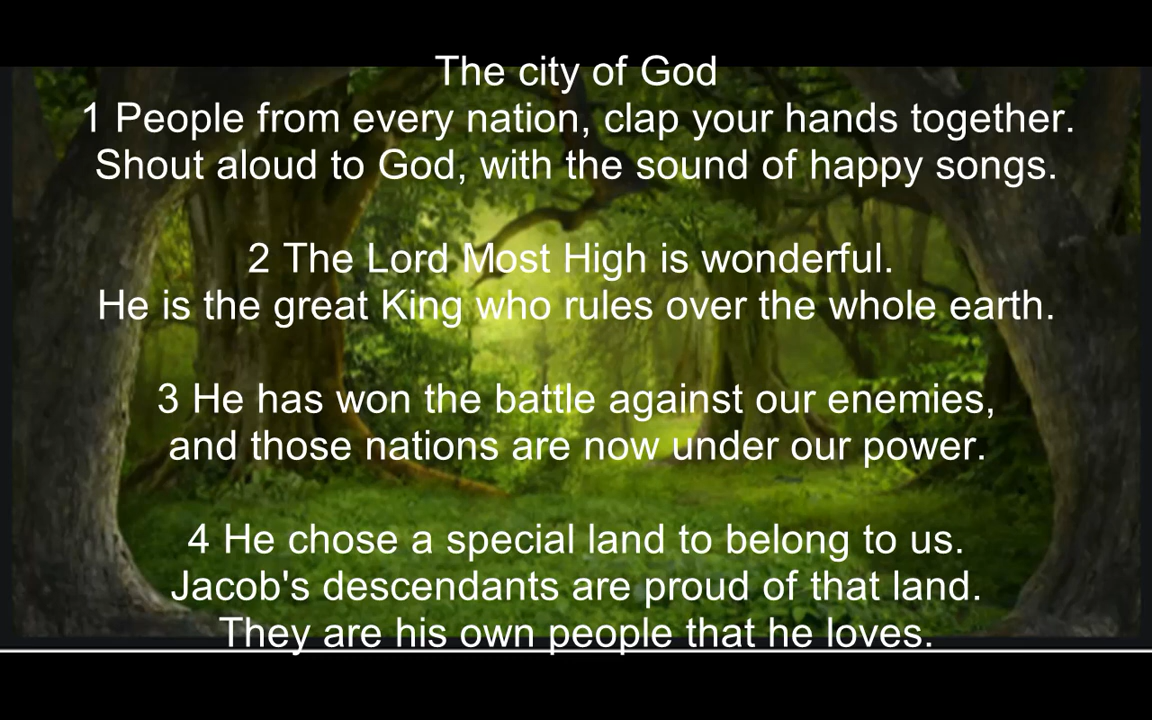 The city of God
1 People from every nation, clap your hands together.
Shout aloud to God, with the sound of happy songs.
2 The Lord Most High is wonderful.
He is the great King who rules over the whole earth.
3 He has won the battle against our enemies,
and those nations are now under our power.
4 He chose a special land to belong to us.
Jacob's descendants are proud of that land.
They are his own people that he loves.